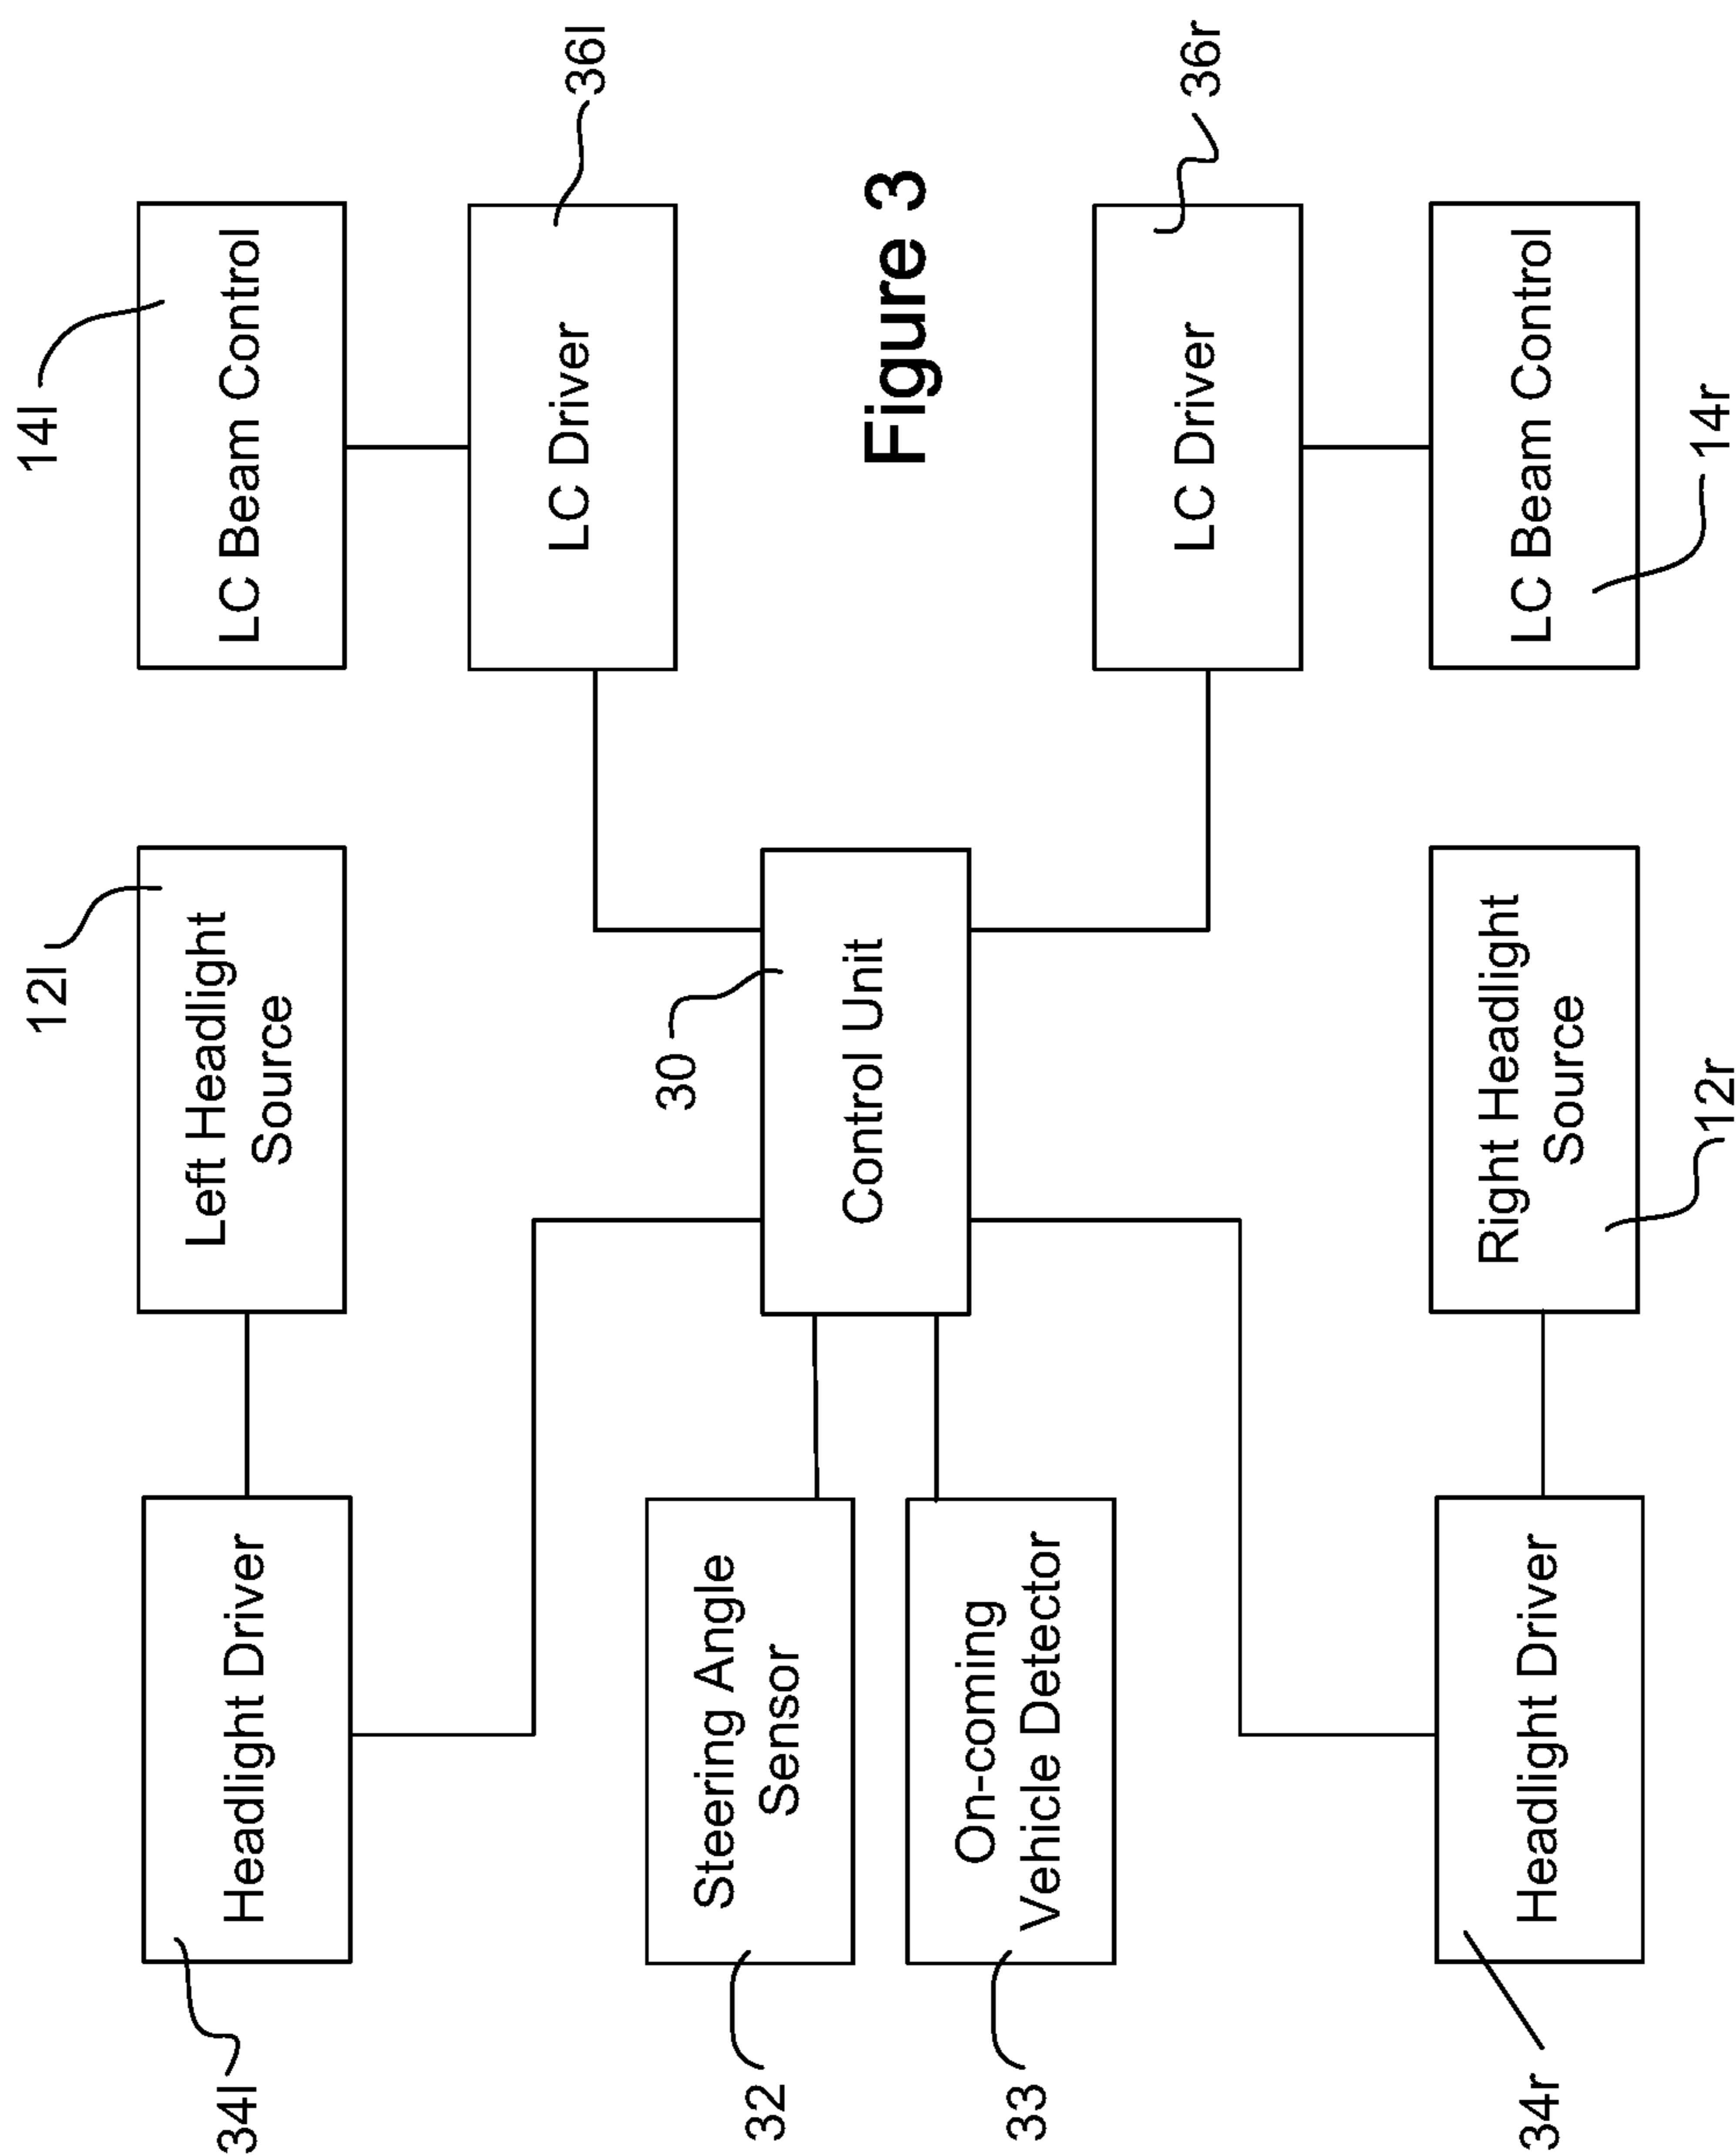 34l
12l
14l
Headlight Driver
Left Headlight
Source
LC Beam Control
36l
LC Driver
30
32
Steering Angle
Sensor
Control Unit
Figure 3
33
On-coming
Vehicle Detector
36r
LC Driver
34r
Headlight Driver
Right Headlight
Source
LC Beam Control
12r
14r